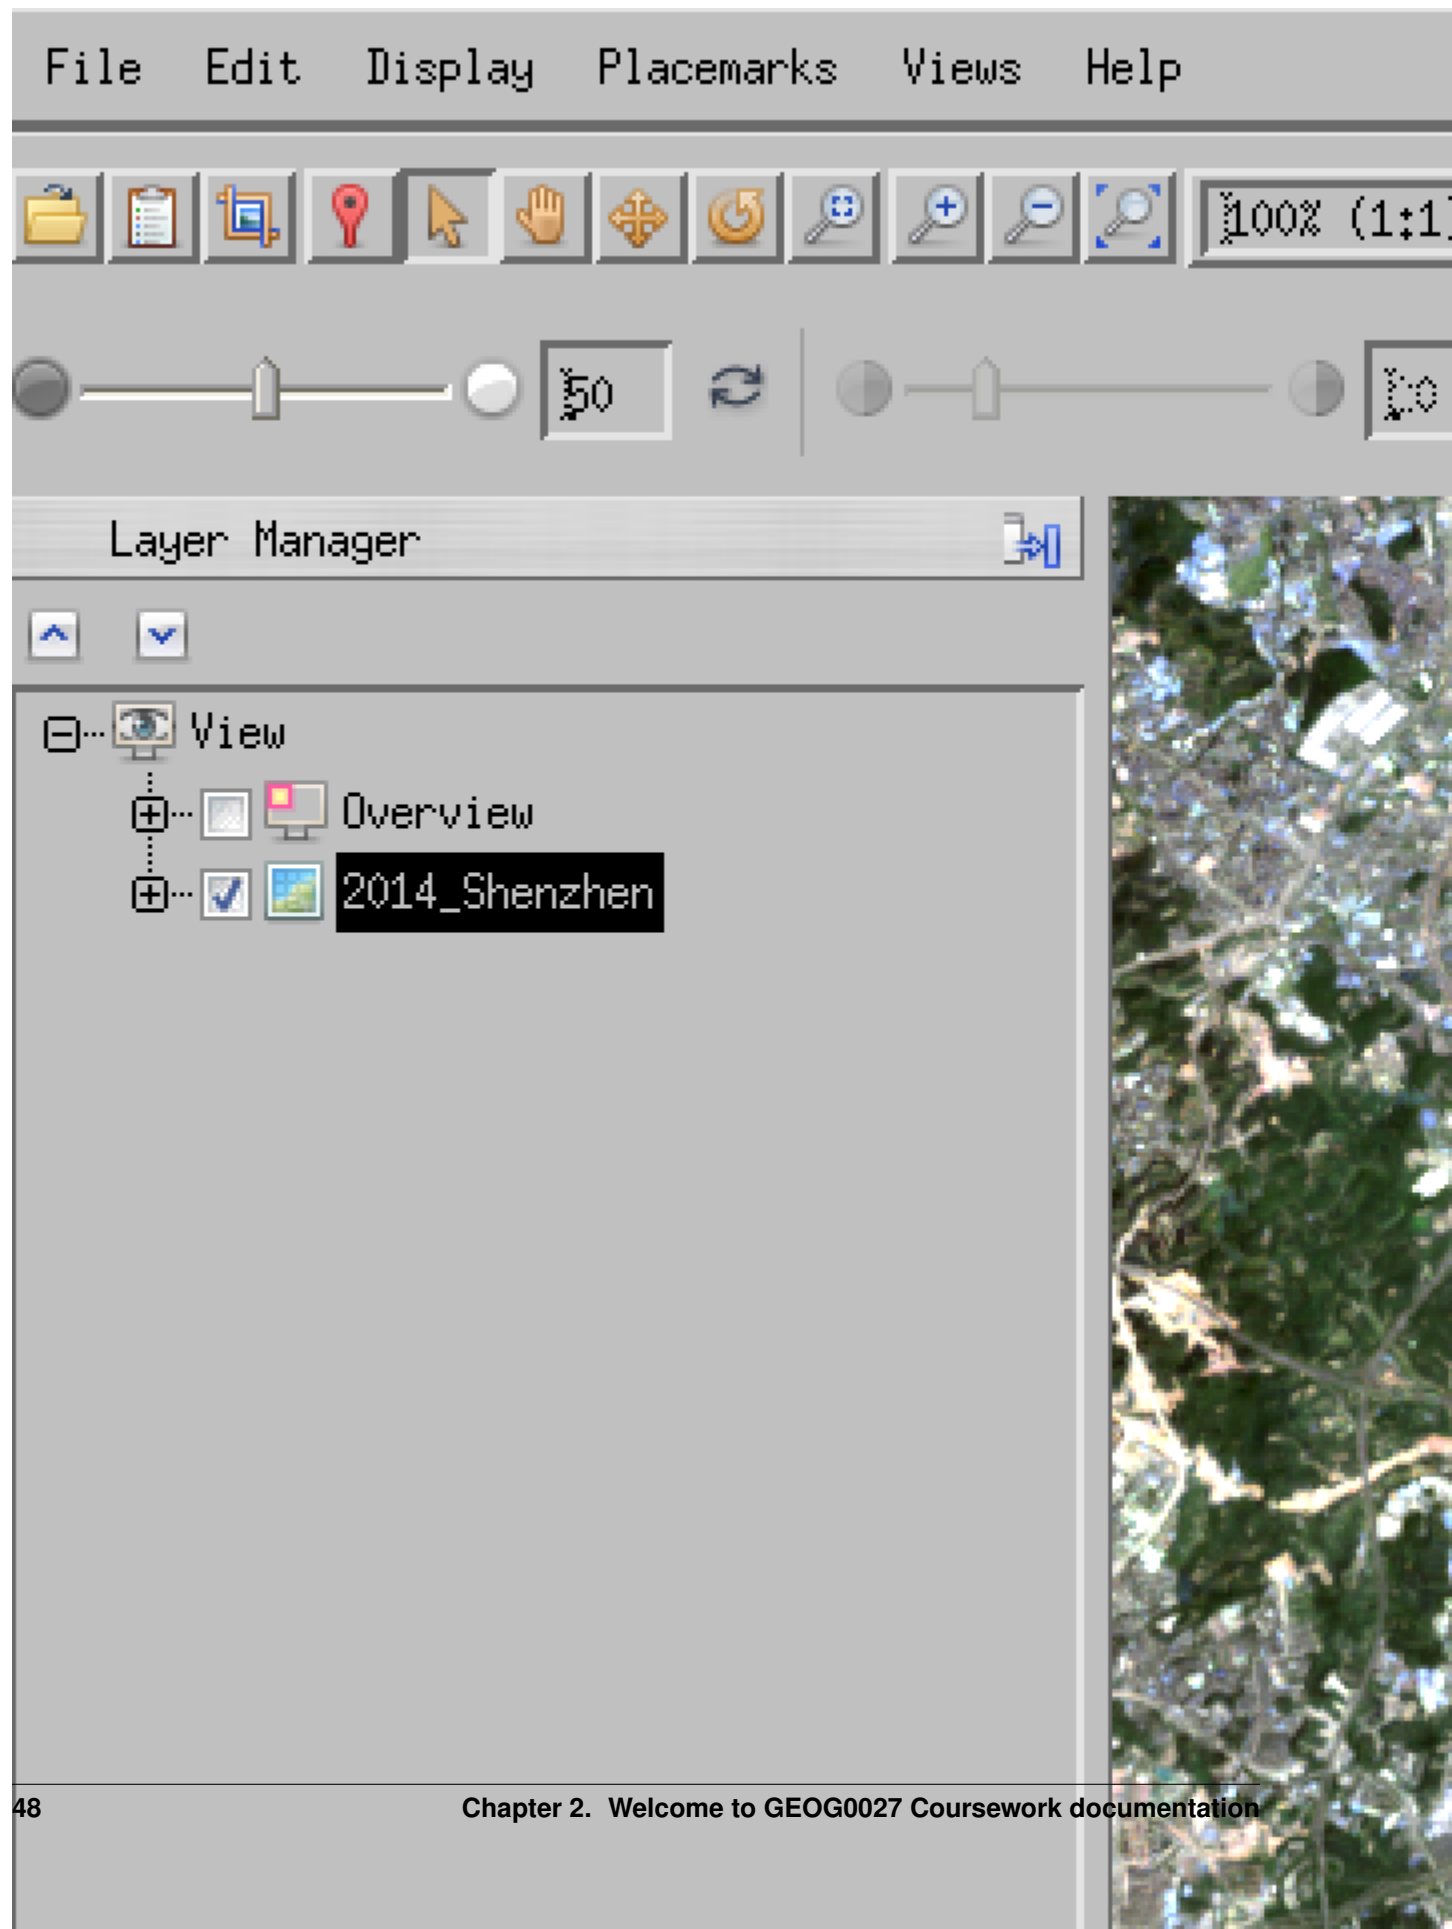 File Edit Display Placemarks Views Help
100% (1:1)
50
Layer Manager
View
Overview
2014_Shenzhen
48 Chapter 2. Welcome to GEOG0027 Coursework documentation